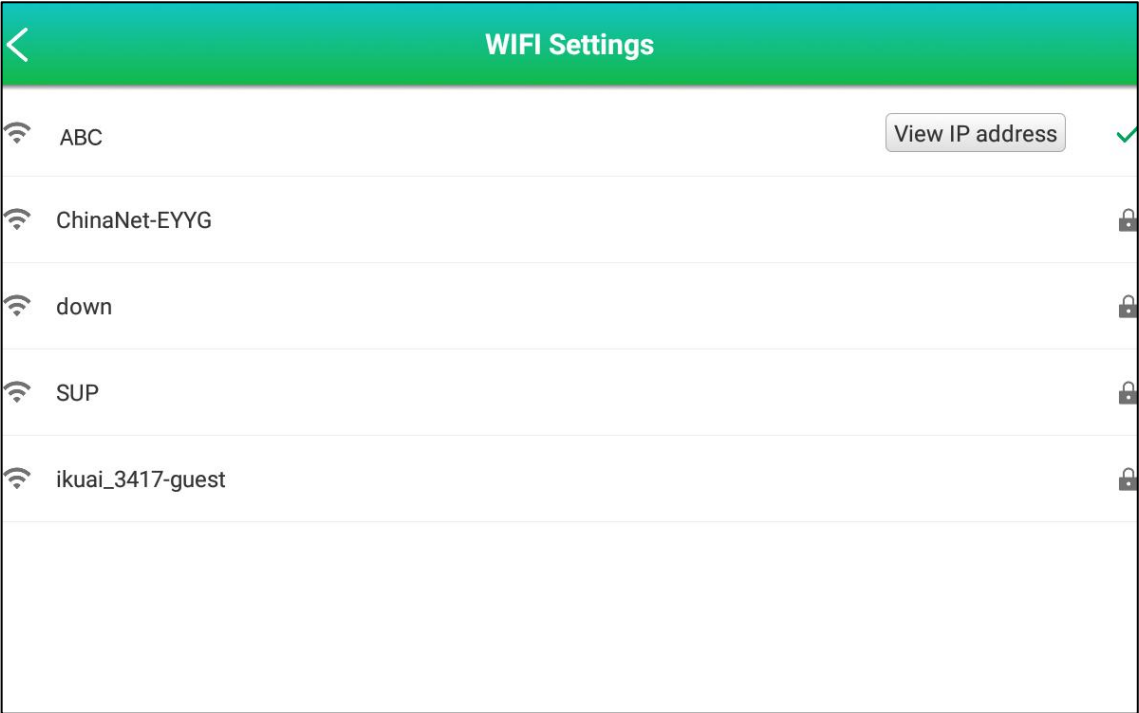 WIFI Settings
ABC
View IP address
ChinaNet-EYYG
down
SUP
ikuai_3417-guest